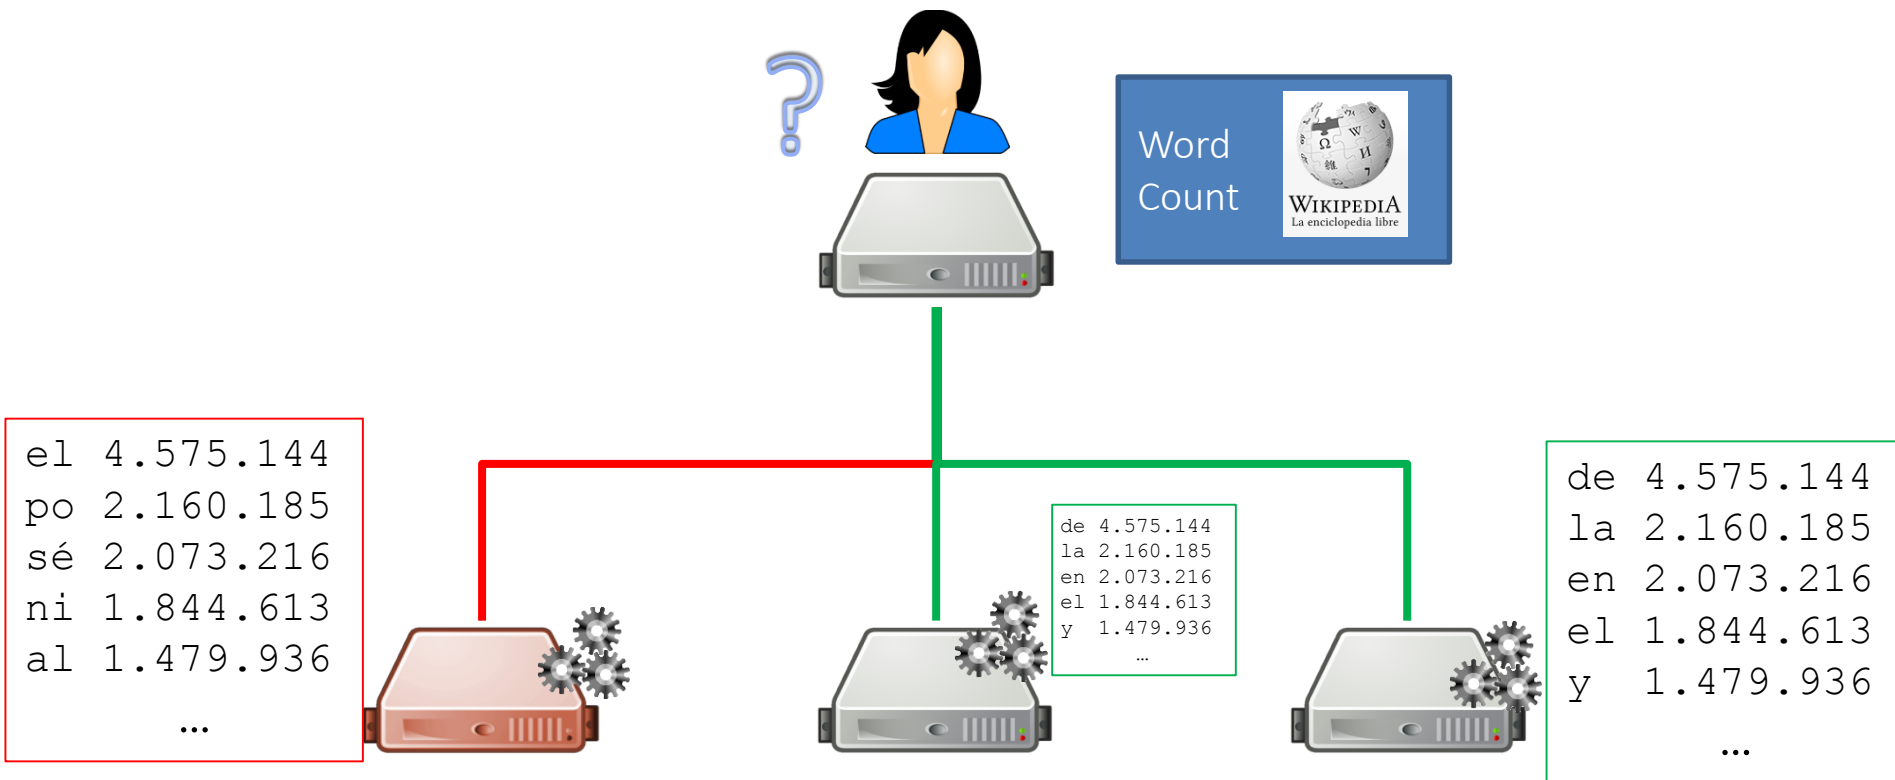 ?
Word
Count
WIKIPEDIA
La enciclopedia libre
el 4.575.144
po 2.160.185
sé 2.073.216
ni 1.844.613
al 1.479.936
…
de 4.575.144
la 2.160.185
en 2.073.216
el 1.844.613
y 1.479.936
…
de 4.575.144
la 2.160.185
en 2.073.216
el 1.844.613
y 1.479.936
…